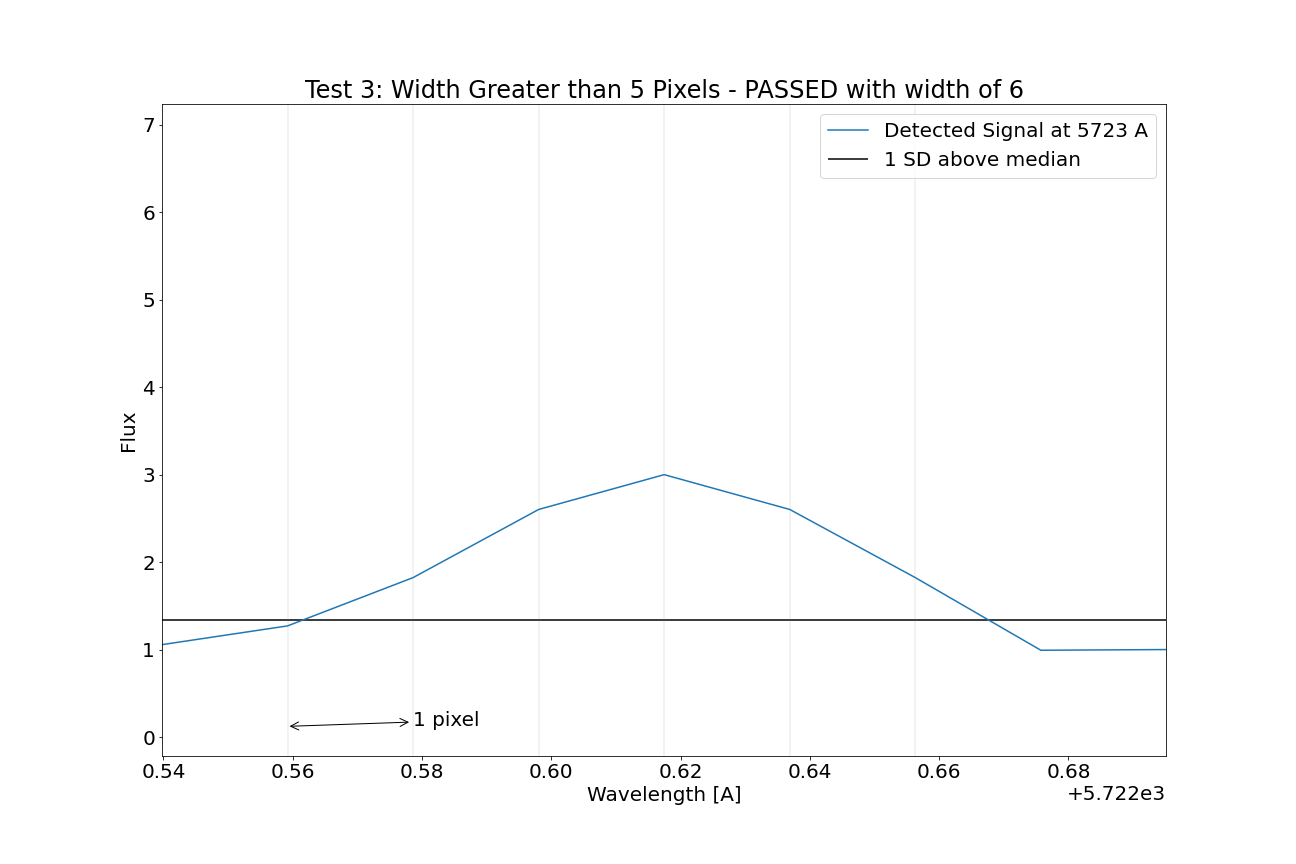 Test 3: Width Greater than 5 Pixels - PASSED with width of 6
Detected Signal at 5723 A
1 SD above median
7
6
5
4
3
2
1
0
Flux
1 pixel
0.54 0.56 0.58 0.60 0.62 0.64 0.66 0.68
Wavelength [A]
+5.722e3